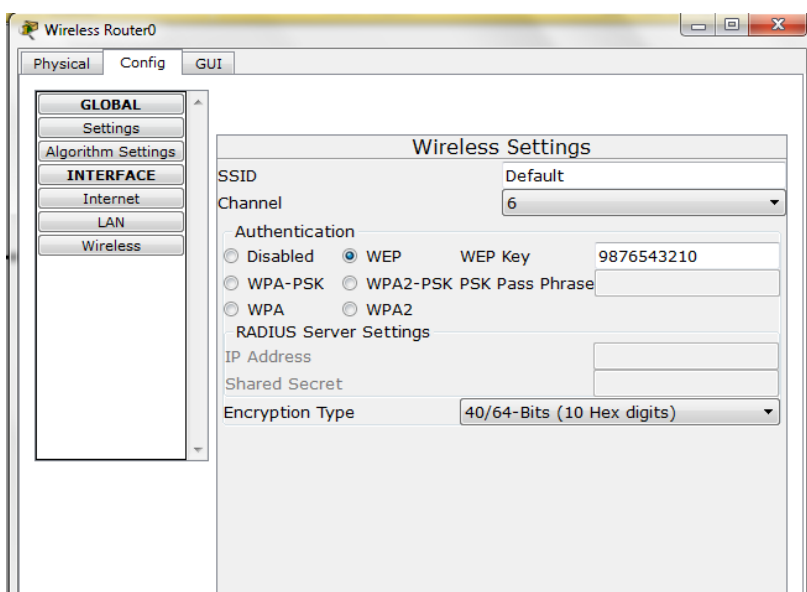 Wireless Router0
Physical Config GUI
GLOBAL
Settings
Algorithm Settings
INTERFACE
Internet
LAN
Wireless
Wireless Settings
SSID Default
Channel 6
Authentication
Disabled WEP WEP Key 9876543210
WPA-PSK WPA2-PSK PSK Pass Phrase
WPA WPA2
RADIUS Server Settings
IP Address
Shared Secret
Encryption Type 40/64-Bits (10 Hex digits)